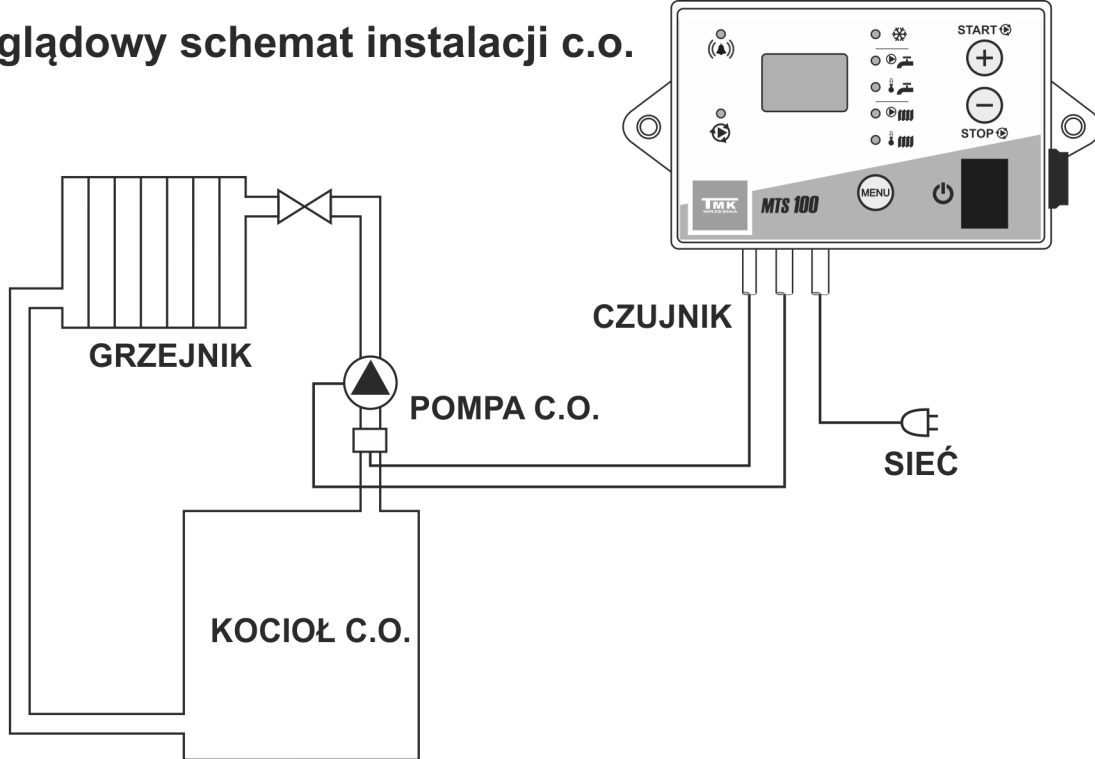 glądowy schemat instalacji c.o.
START
STOP
MENU
TMK
WRZEŚNIA
MTS 100
CZUJNIK
GRZEJNIK
POMPA C.O.
SIEĆ
KOCIOŁ C.O.